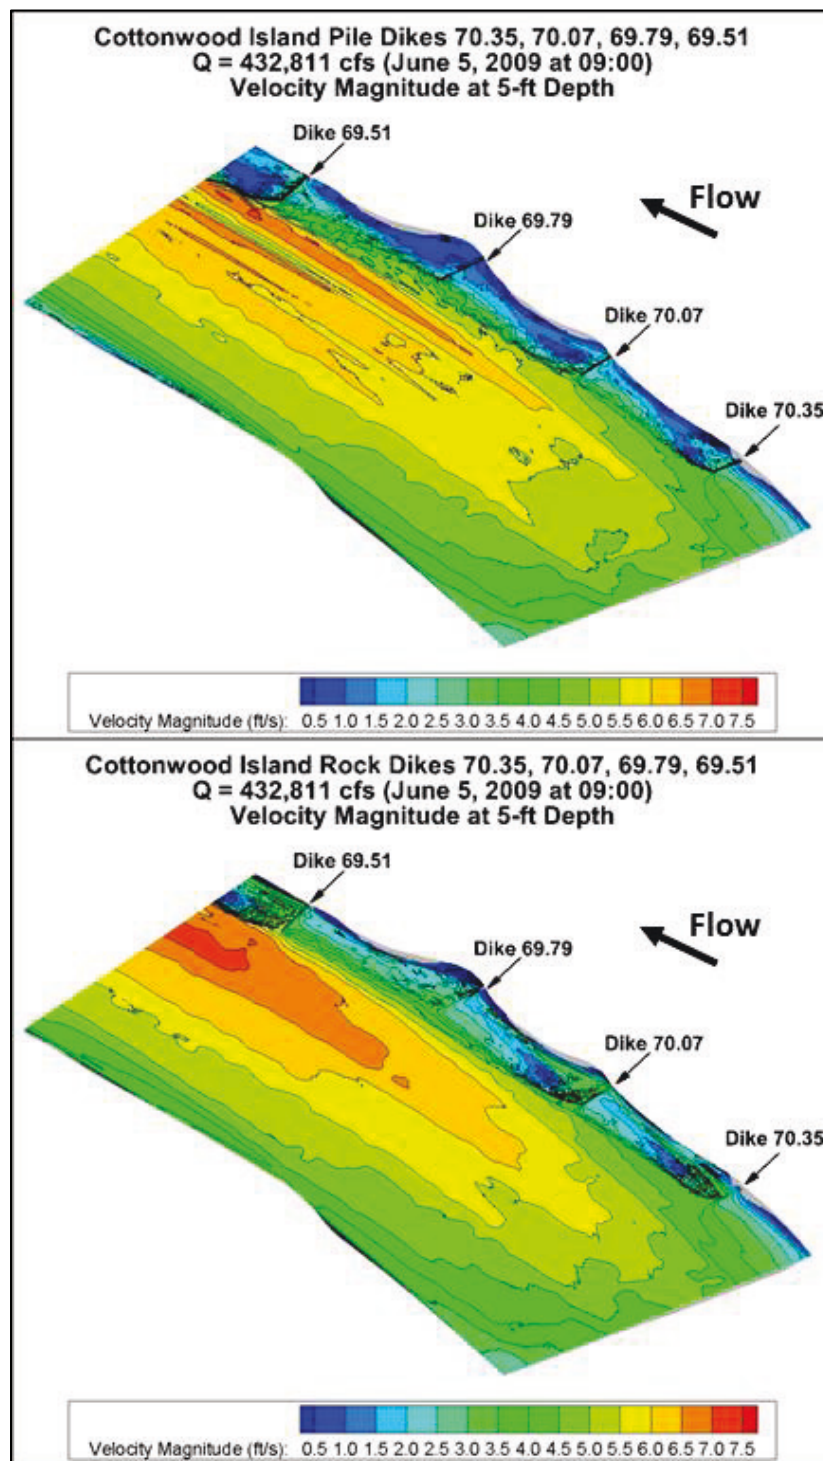 Cottonwood Island Pile Dikes 70.35, 70.07, 69.79, 69.51
Q = 432,811 cfs (June 5, 2009 at 09:00)
Velocity Magnitude at 5-ft Depth
Dike 69.51
Flow
Dike 69.79
Dike 70.07
Dike 70.35
Velocity Magnitude (ft/s): 0.5 1.0 1.5 2.0 2.5 3.0 3.5 4.0 4.5 5.0 5.5 6.0 6.5 7.0 7.5
Cottonwood Island Rock Dikes 70.35, 70.07, 69.79, 69.51
Q = 432,811 cfs (June 5, 2009 at 09:00)
Velocity Magnitude at 5-ft Depth
Dike 69.51
Flow
Dike 69.79
Dike 70.07
Dike 70.35
Velocity Magnitude (ft/s): 0.5 1.0 1.5 2.0 2.5 3.0 3.5 4.0 4.5 5.0 5.5 6.0 6.5 7.0 7.5